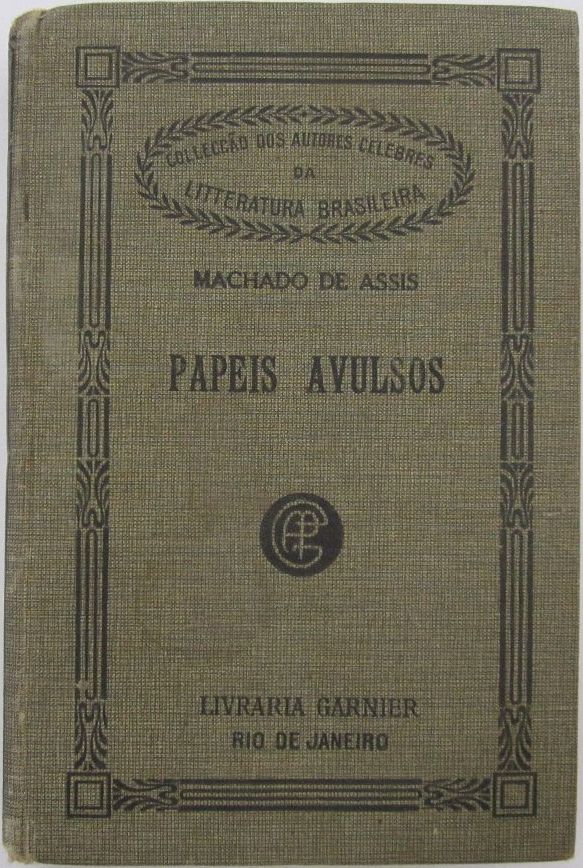 COLLECÇÃO DOS AUTORES CELEBRES
DA
LITTERATURA BRASILEIRA
MACHADO DE ASSIS
PAPEIS AVULSOS
LIVRARIA GARNIER
RIO DE JANEIRO